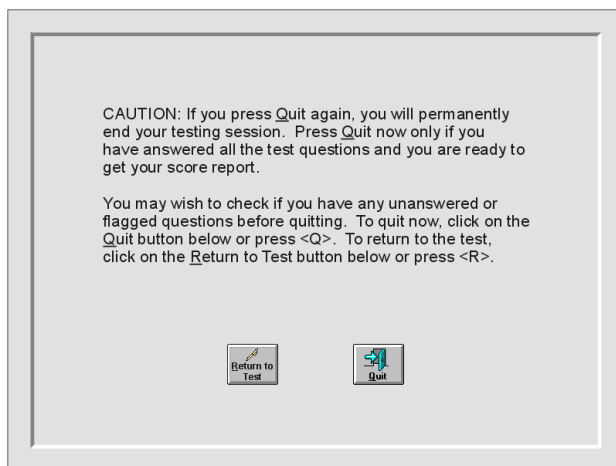 CAUTION: If you press Quit again, you will permanently
end your testing session.  Press Quit now only if you
have answered all the test questions and you are ready to
get your score report.
You may wish to check if you have any unanswered or
flagged questions before quitting.  To quit now, click on the
Quit button below or press <Q>.  To return to the test,
click on the Return to Test button below or press <R>.
Return to
Test
Quit